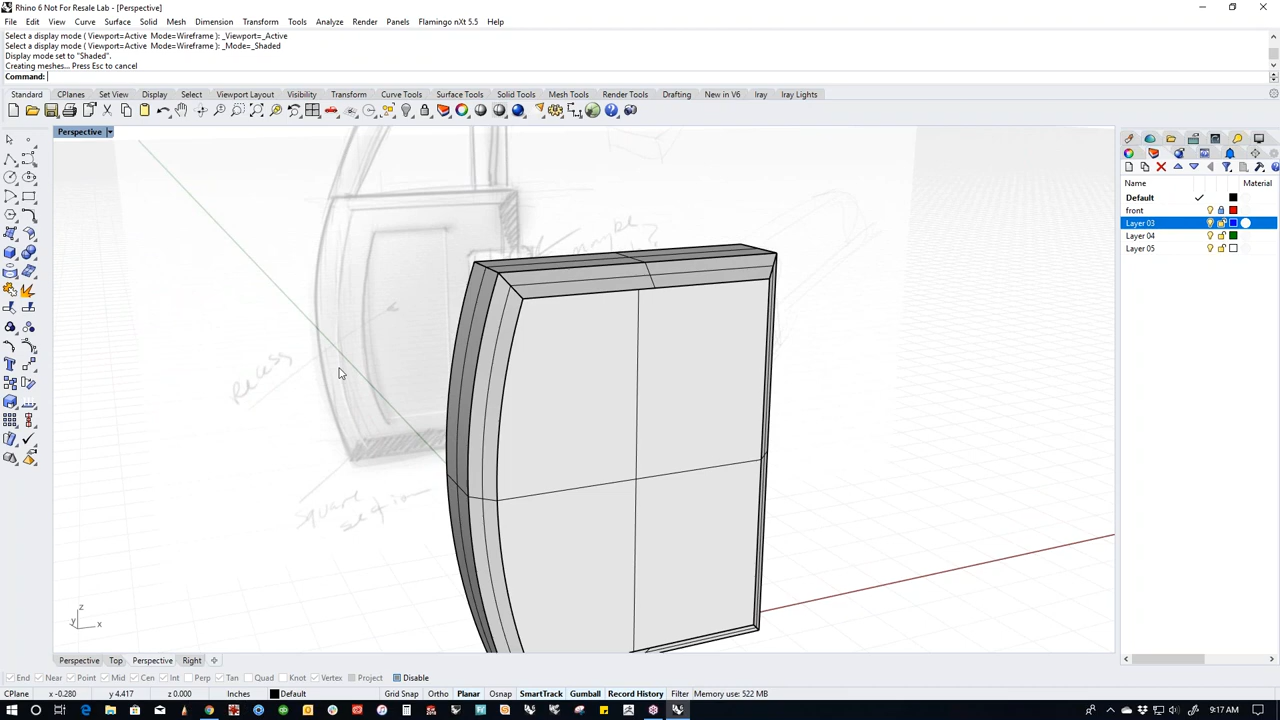 Rhino 6 Not For Resale Lab - [Perspective]
File Edit View Curve Surface Solid Mesh Dimension Transform Tools Analyze Render Panels Flamingo nXt 5.5 Help
Select a display mode ( Viewport=Active  Mode=Wireframe ): _Viewport=_Active
Select a display mode ( Viewport=Active  Mode=Wireframe ): _Mode=_Shaded
Display mode set to "Shaded".
Creating meshes... Press Esc to cancel
Command:
Standard CPlanes Set View Display Select Viewport Layout Visibility Transform Curve Tools Surface Tools Solid Tools Mesh Tools Render Tools Drafting New in V6 Iray Iray Lights
Perspective
Name Material
Default
front
Layer 03
Layer 04
Layer 05
maybe?
Recess
square
section
z
y x
Perspective Top Perspective Right
End Near Point Mid Cen Int Perp Tan Quad Knot Vertex Project Disable
CPlane x -0.280 y 4.417 z 0.000 Inches Default Grid Snap Ortho Planar Osnap SmartTrack Gumball Record History Filter Memory use: 522 MB
9:17 AM